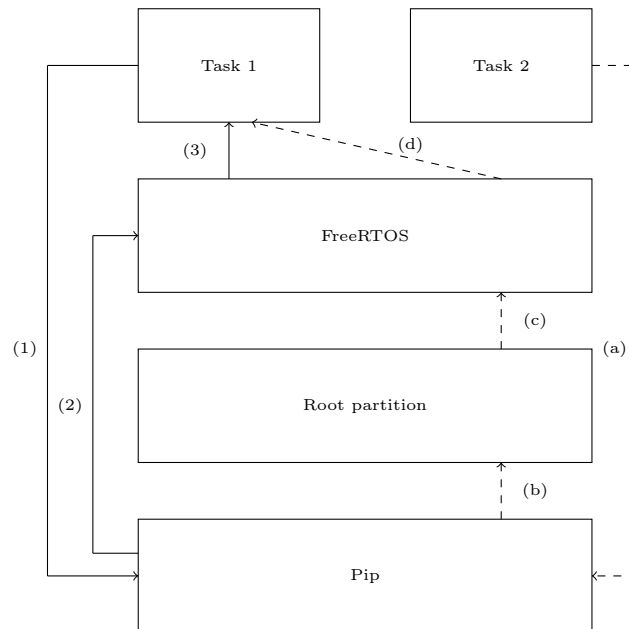 Task 1
Task 2
(3)
(d)
FreeRTOS
(c)
(1)
(a)
(2)
Root partition
(b)
Pip